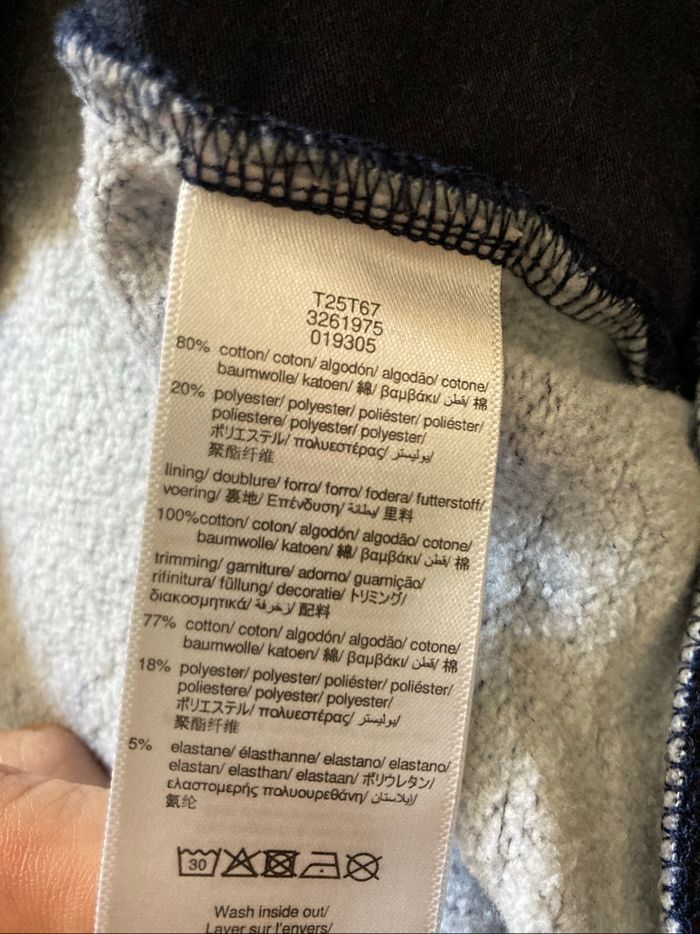 T25T67
3261975
019305
80% cotton/ coton/ algodón/ algodão/ cotone/
baumwolle/ katoen/ 綿/ βαμβάκι/ قطن/ 棉
20% polyester/ polyester/ poliéster/ poliéster/
poliestere/ polyester/ polyester/
ポリエステル/ πολυεστέρας/ بوليستر/
聚酯纤维
lining/ doublure/ forro/ forro/ fodera/ futterstoff/
voering/ 裏地/ Επένδυση/ بطانة/ 里料
100%cotton/ coton/ algodón/ algodão/ cotone/
baumwolle/ katoen/ 綿/ βαμβάκι/ قطن/ 棉
trimming/ garniture/ adorno/ guarnição/
rifinitura/ füllung/ decoratie/ トリミング/
διακοσμητικά/ زخرفة/ 配料
77% cotton/ coton/ algodón/ algodão/ cotone/
baumwolle/ katoen/ 綿/ βαμβάκι/ قطن/ 棉
18% polyester/ polyester/ poliéster/ poliéster/
poliestere/ polyester/ polyester/
ポリエステル/ πολυεστέρας/ بوليستر/
聚酯纤维
5% elastane/ élasthanne/ elastano/ elastano/
elastan/ elasthan/ elastaan/ ポリウレタン/
ελαστομερής πολυουρεθάνη/ إيلاستان/
氨纶
30
Wash inside out/
Laver sur l'envers/